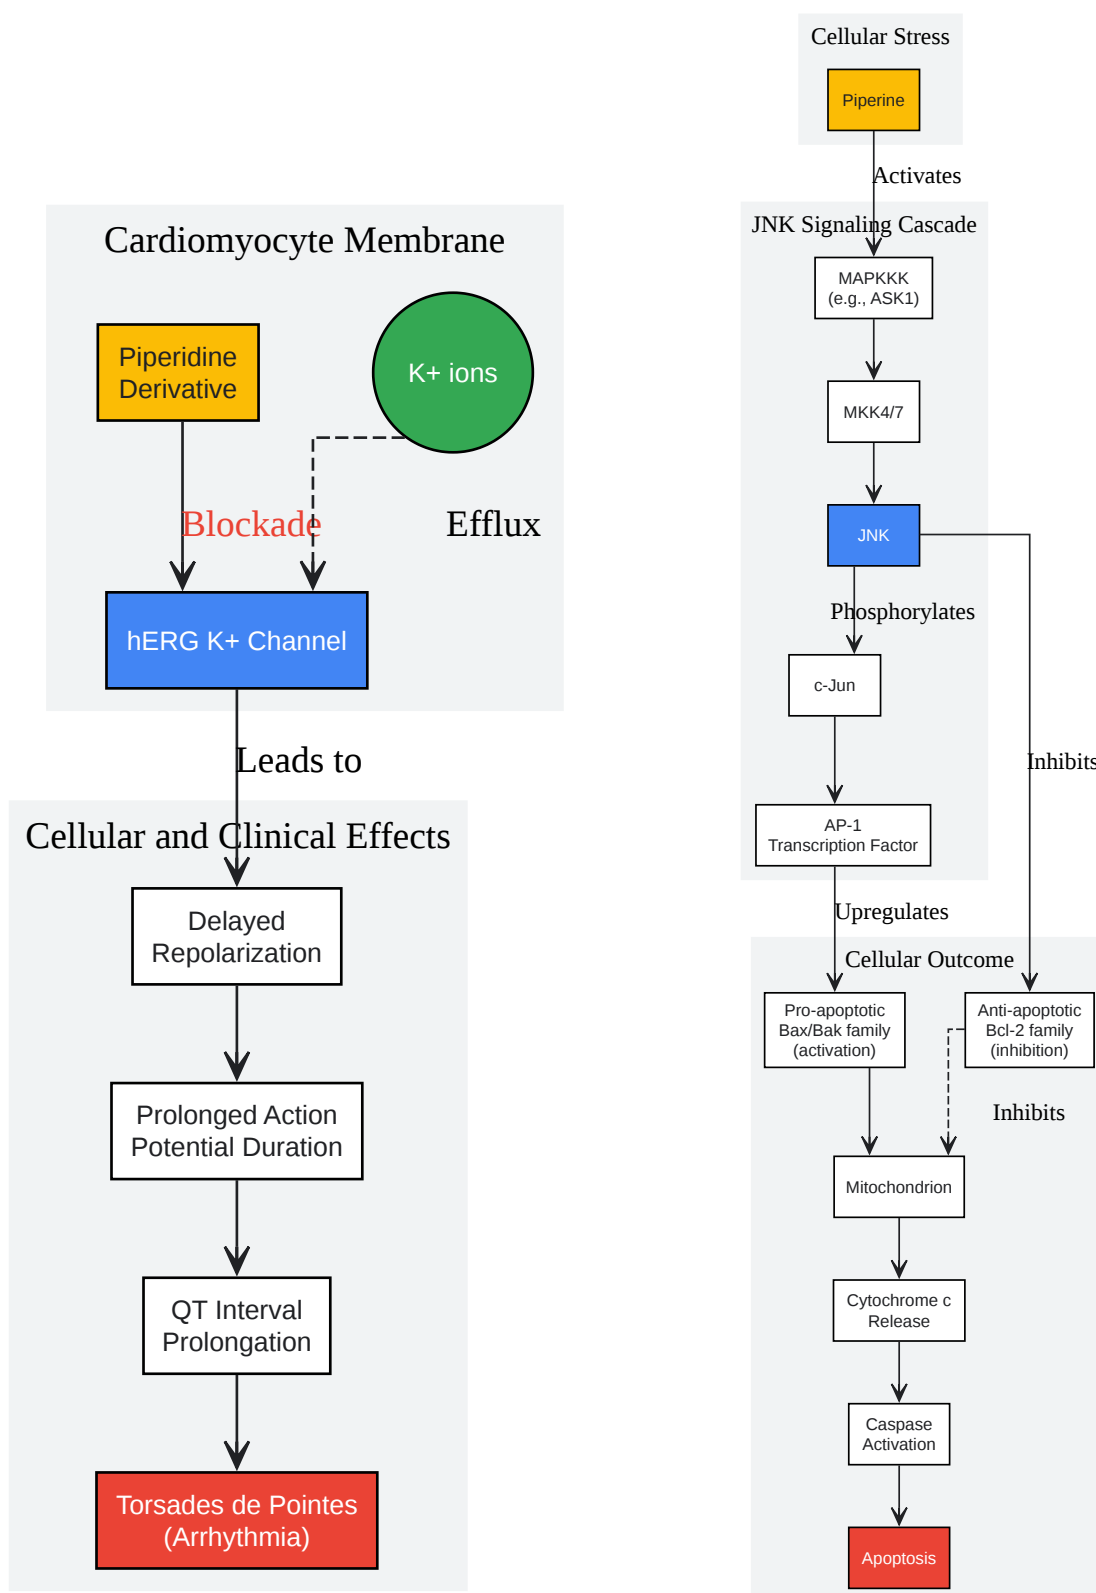 Cardiomyocyte Membrane
Piperidine
Derivative
K+ ions
Blockade
Efflux
hERG K+ Channel
Leads to
Cellular and Clinical Effects
Delayed
Repolarization
Prolonged Action
Potential Duration
QT Interval
Prolongation
Torsades de Pointes
(Arrhythmia)
Cellular Stress
Piperine
Activates
JNK Signaling Cascade
MAPKKK
(e.g., ASK1)
MKK4/7
JNK
Phosphorylates
c-Jun
Inhibits
AP-1
Transcription Factor
Upregulates
Cellular Outcome
Pro-apoptotic
Bax/Bak family
(activation)
Anti-apoptotic
Bcl-2 family
(inhibition)
Inhibits
Mitochondrion
Cytochrome c
Release
Caspase
Activation
Apoptosis